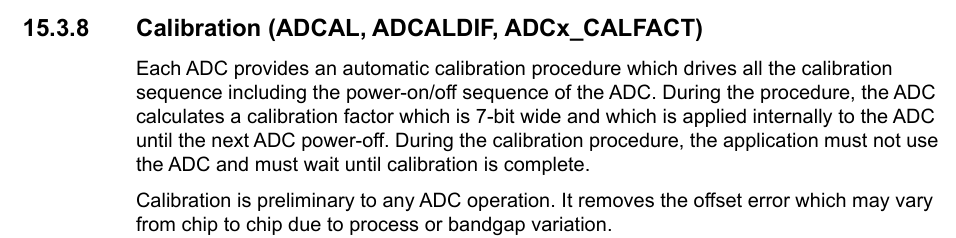 15.3.8 Calibration (ADCAL, ADCALDIF, ADCx_CALFACT)
Each ADC provides an automatic calibration procedure which drives all the calibration
sequence including the power-on/off sequence of the ADC. During the procedure, the ADC
calculates a calibration factor which is 7-bit wide and which is applied internally to the ADC
until the next ADC power-off. During the calibration procedure, the application must not use
the ADC and must wait until calibration is complete.
Calibration is preliminary to any ADC operation. It removes the offset error which may vary
from chip to chip due to process or bandgap variation.